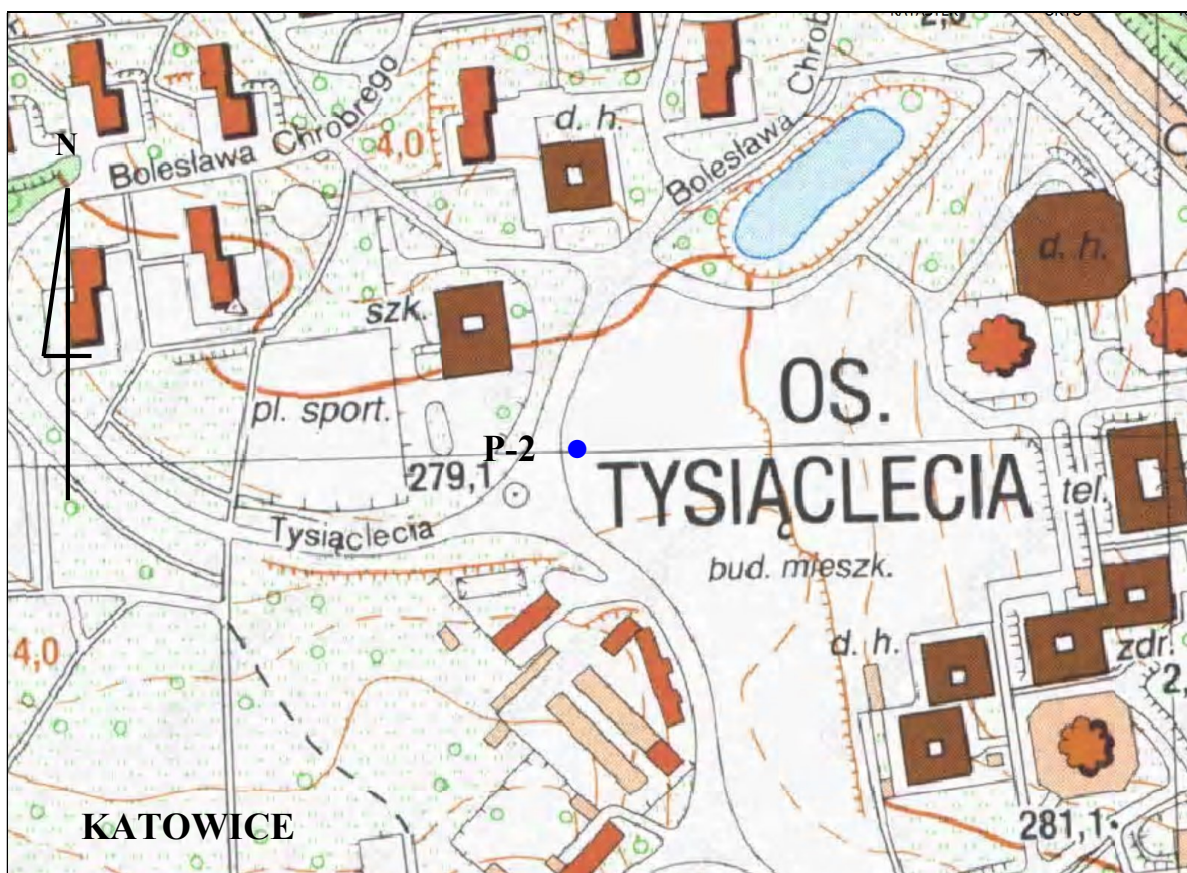 d. h.
N
Bolesława Chrobrego
4,0
Bolesława Chrob
szk.
d. h.
OS.
pl. sport.
P-2
279,1
TYSIĄCLECIA
tel.
Tysiąclecia
bud. mieszk.
4,0
d. h.
zdr.
2,
KATOWICE
281,1